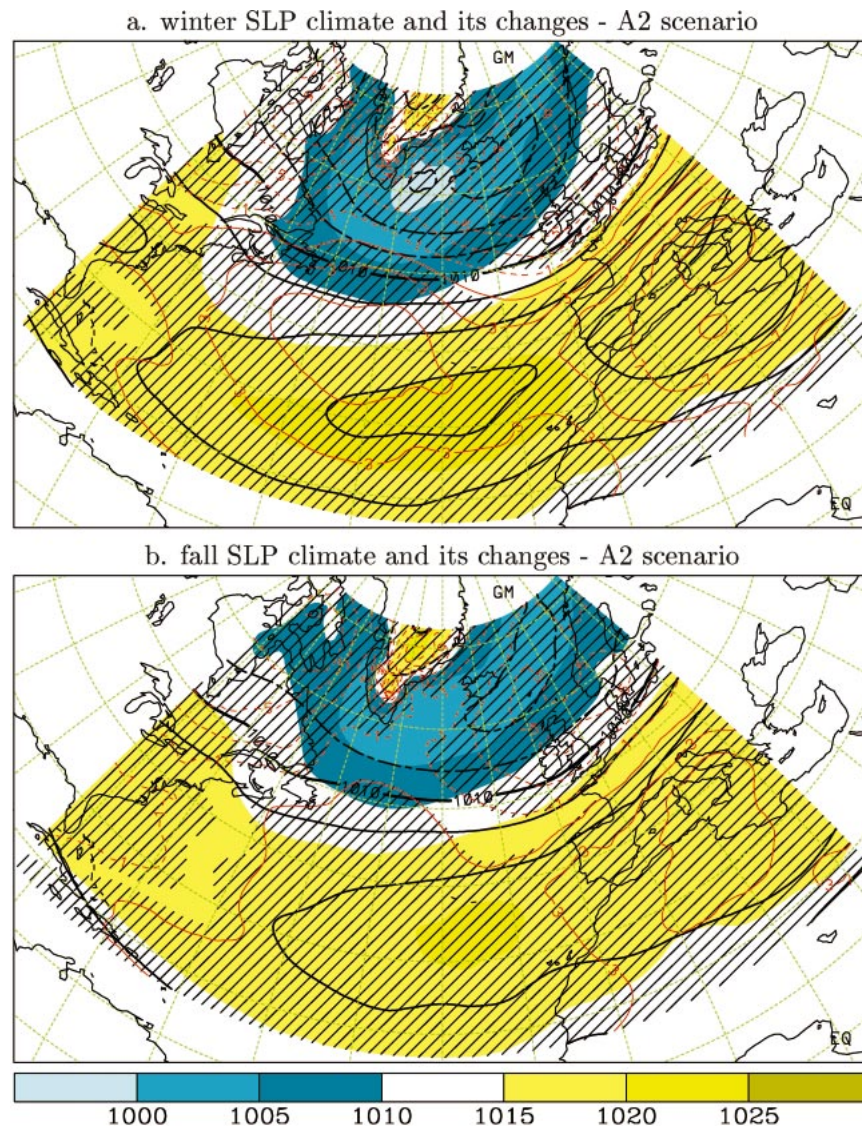 a. winter SLP climate and its changes - A2 scenario
GM
1010
1010
EQ
b. fall SLP climate and its changes - A2 scenario
GM
1010
1010
1010
EQ
1000 1005 1010 1015 1020 1025